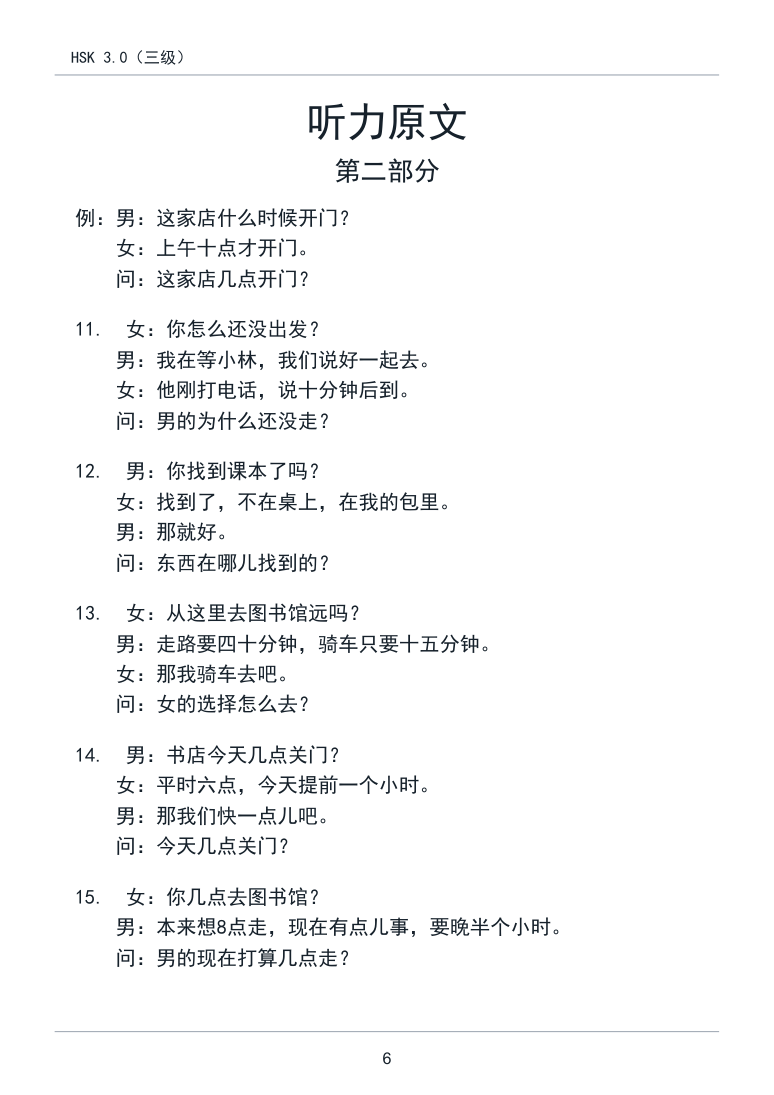 HSK 3.0（三级）
听力原文
第二部分
例：男：这家店什么时候开门？
女：上午十点才开门。
问：这家店几点开门？
11. 女：你怎么还没出发？
男：我在等小林，我们说好一起去。
女：他刚打电话，说十分钟后到。
问：男的为什么还没走？
12. 男：你找到课本了吗？
女：找到了，不在桌上，在我的包里。
男：那就好。
问：东西在哪儿找到的？
13. 女：从这里去图书馆远吗？
男：走路要四十分钟，骑车只要十五分钟。
女：那我骑车去吧。
问：女的选择怎么去？
14. 男：书店今天几点关门？
女：平时六点，今天提前一个小时。
男：那我们快一点儿吧。
问：今天几点关门？
15. 女：你几点去图书馆？
男：本来想8点走，现在有点儿事，要晚半个小时。
问：男的现在打算几点走？
6